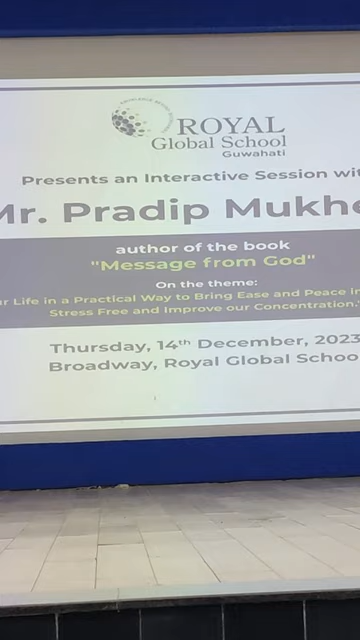 ROYAL
Global School
Guwahati
Presents an Interactive Session wi
Mr. Pradip Mukhe
author of the book
"Message from God"
On the theme:
ur Life in a Practical Way to Bring Ease and Peace in
Stress Free and Improve our Concentration."
Thursday, 14th December, 2023
Broadway, Royal Global Schoo